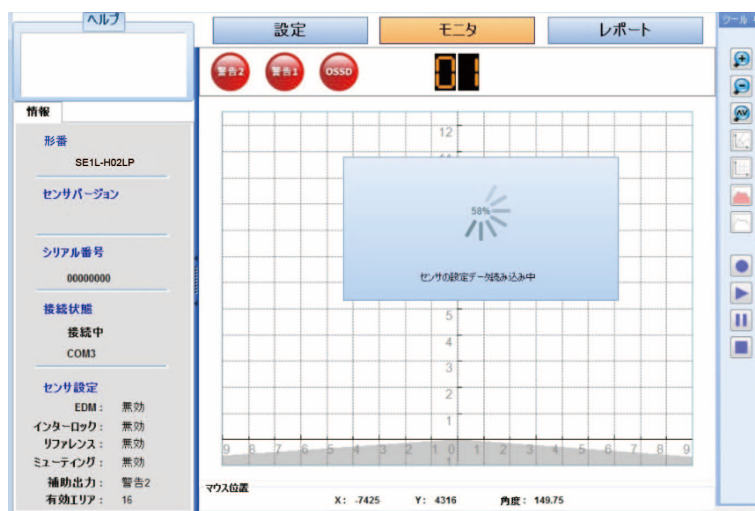 ヘルプ
設定
モニタ
レポート
ツール
警告2
警告1
OSSD
01
情報
形番
SE1L-H02LP
センサバージョン
シリアル番号
00000000
接続状態
接続中
COM3
センサ設定
EDM: 無効
インターロック: 無効
リファレンス: 無効
ミューティング: 無効
補助出力: 警告2
有効エリア: 16
12
58%
センサの設定データ読み込み中
5
4
3
2
1
9 8 7 6 5 4 3 2 1 0 1 2 3 4 5 6 7 8 9
1
マウス位置
X: -7425 Y: 4316 角度: 149.75